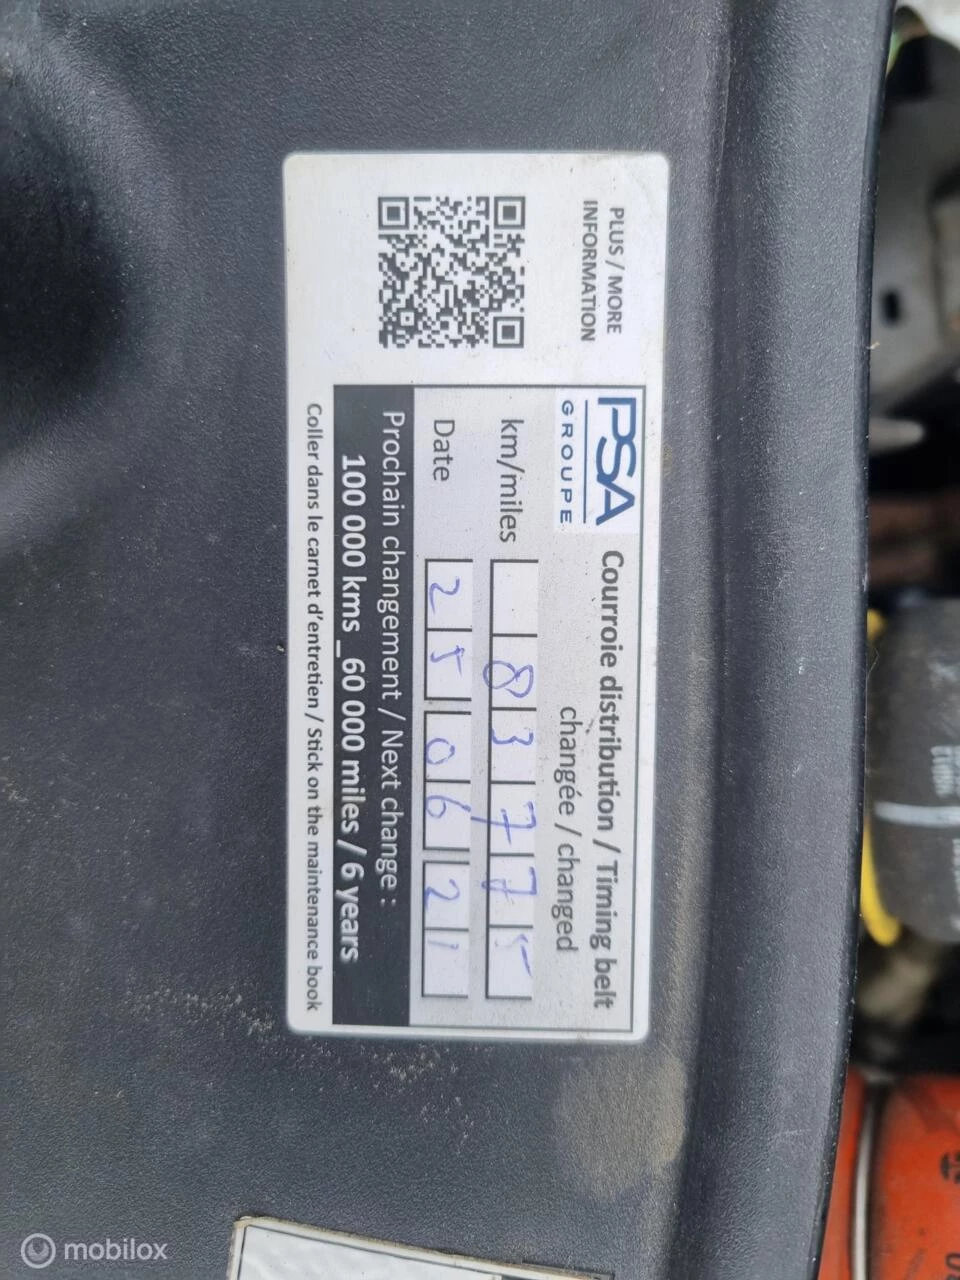 PLUS / MORE
INFORMATION
PSA
GROUPE
Courroie distribution / Timing belt
changée / changed
km/miles 83775
Date 25 06 21
Prochain changement / Next change :
100 000 kms _60 000 miles / 6 years
Coller dans le carnet d'entretien / Stick on the maintenance book
mobilox